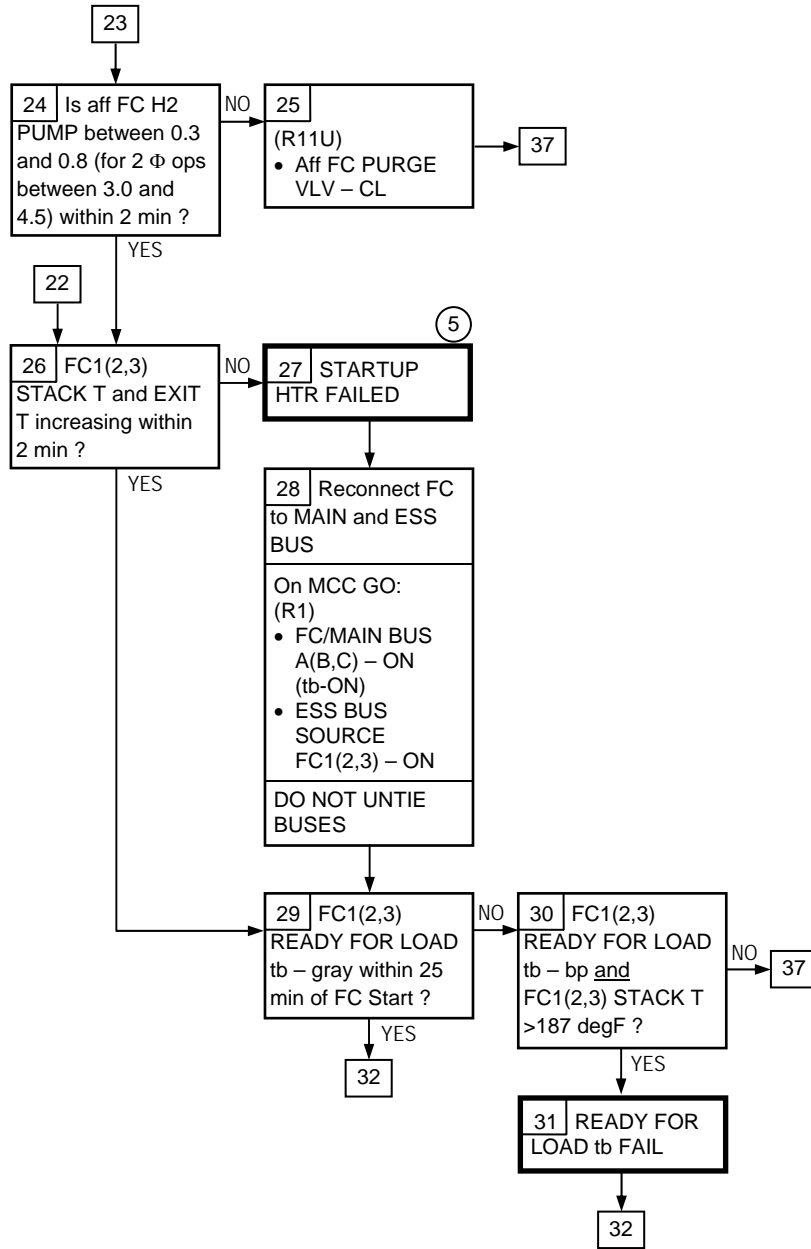 23
24 Is aff FC H2
PUMP between 0.3
and 0.8 (for 2 Φ ops
between 3.0 and
4.5) within 2 min ?
NO
25
(R11U)
• Aff FC PURGE
VLV – CL
37
YES
22
26 FC1(2,3)
STACK T and EXIT
T increasing within
2 min ?
NO
5
27 STARTUP
HTR FAILED
YES
28 Reconnect FC
to MAIN and ESS
BUS
On MCC GO:
(R1)
• FC/MAIN BUS
A(B,C) – ON
(tb-ON)
• ESS BUS
SOURCE
FC1(2,3) – ON
DO NOT UNTIE
BUSES
29 FC1(2,3)
READY FOR LOAD
tb – gray within 25
min of FC Start ?
NO
30 FC1(2,3)
READY FOR LOAD
tb – bp and
FC1(2,3) STACK T
>187 degF ?
NO
37
YES
32
YES
31 READY FOR
LOAD tb FAIL
32